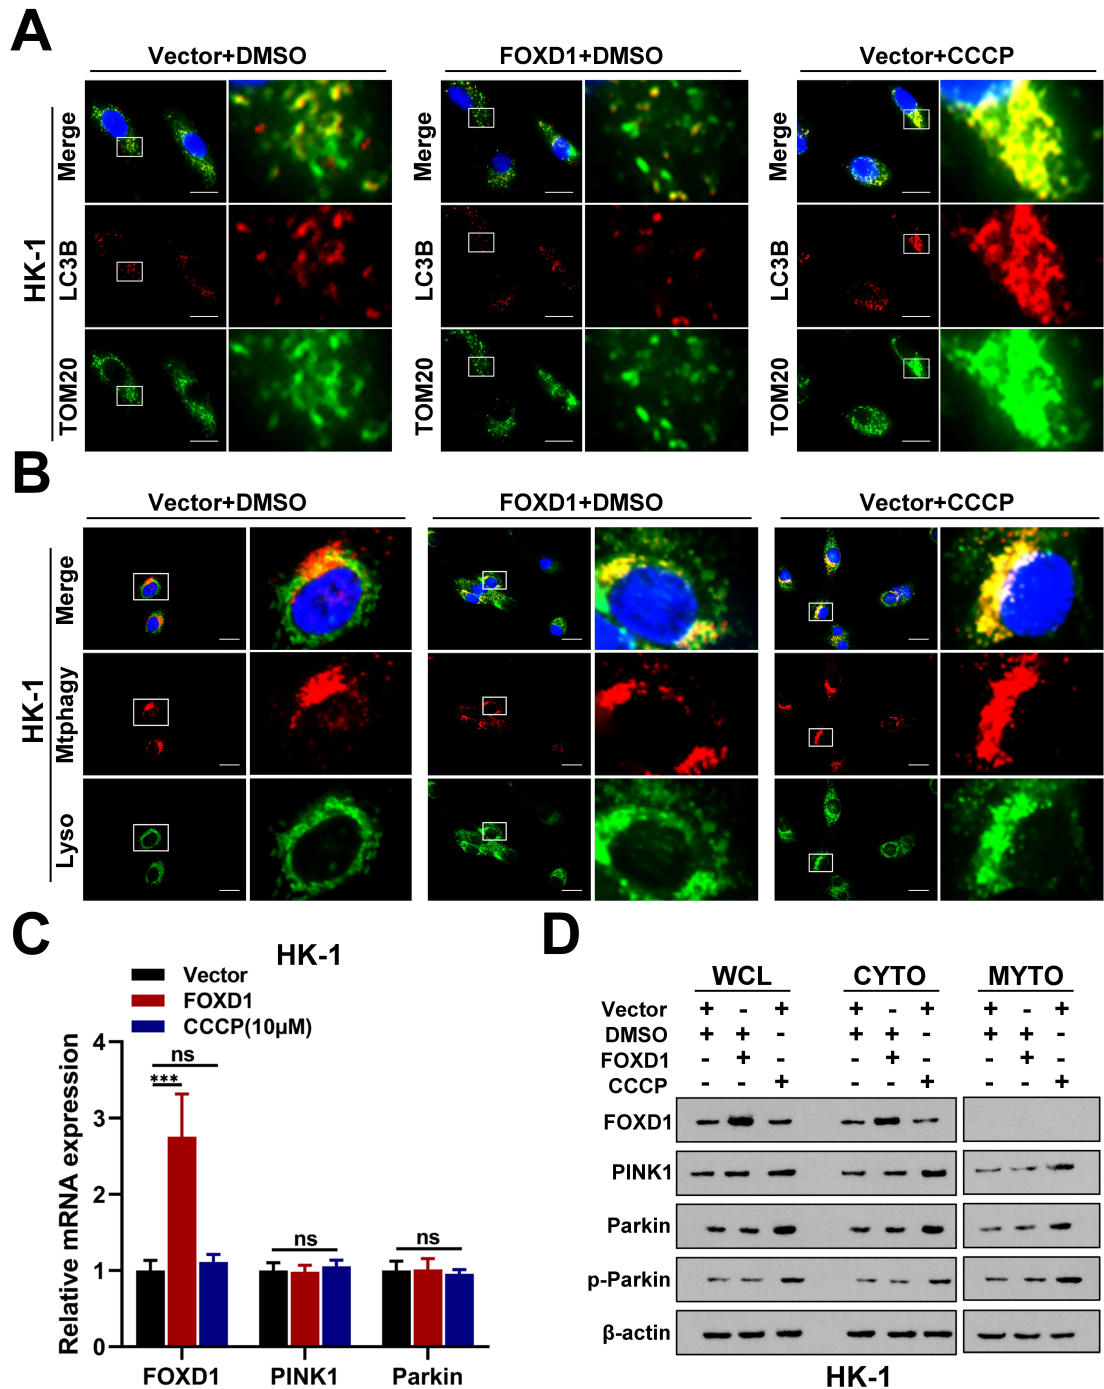 A
Vector+DMSO FOXD1+DMSO Vector+CCCP
HK-1
Merge Merge Merge
LC3B LC3B LC3B
TOM20 TOM20 TOM20
B
Vector+DMSO FOXD1+DMSO Vector+CCCP
HK-1
Merge
Mtphagy
Lyso
C
HK-1
Vector
FOXD1
CCCP(10μM)
Relative mRNA expression
4
3
2
1
0
ns
***
ns
ns
FOXD1 PINK1 Parkin
D
WCL CYTO MYTO
Vector + - + + - + + - +
DMSO + + - + + - + + -
FOXD1 - + - - + - - + -
CCCP - - + - - + - - +
FOXD1
PINK1
Parkin
p-Parkin
β-actin
HK-1